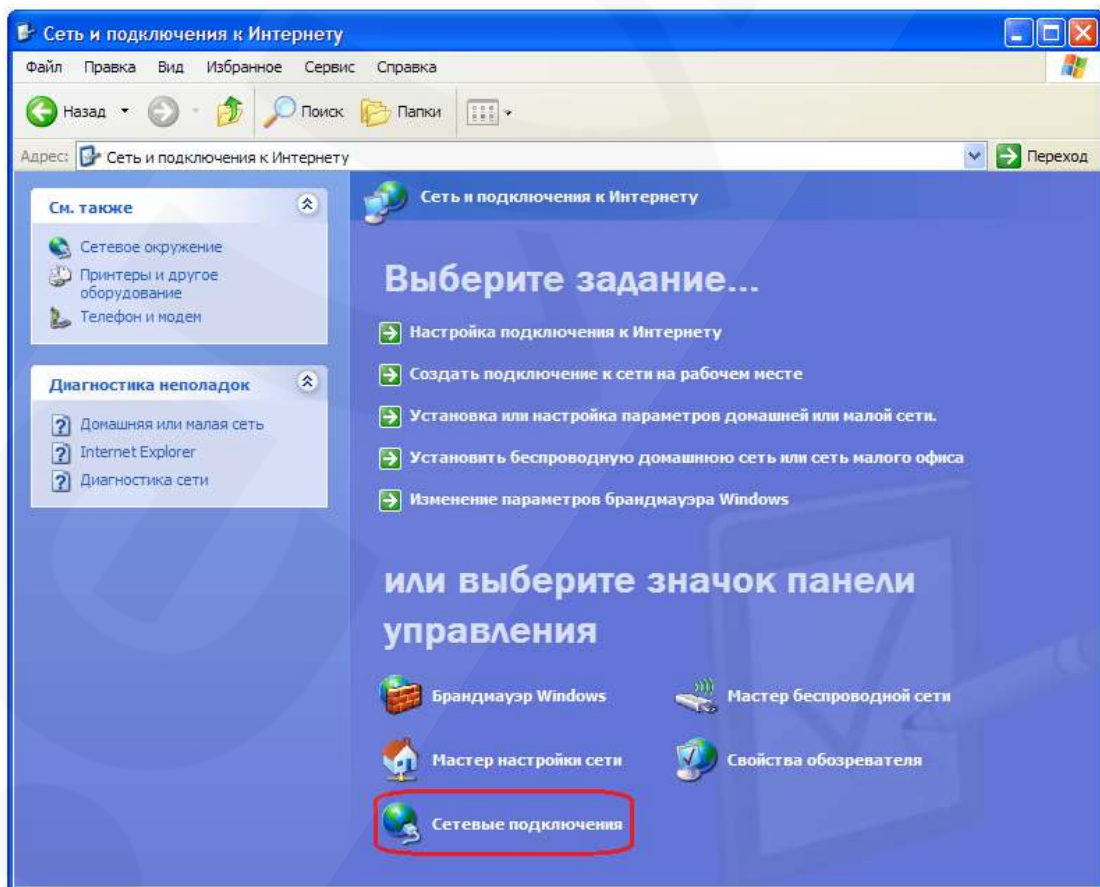 Сеть и подключения к Интернету
Файл Правка Вид Избранное Сервис Справка
Назад Поиск Папки
Адрес: Сеть и подключения к Интернету Переход
См. также
Сетевое окружение
Принтеры и другое
оборудование
Телефон и модем
Диагностика неполадок
Домашняя или малая сеть
Internet Explorer
Диагностика сети
Сеть и подключения к Интернету
Выберите задание...
Настройка подключения к Интернету
Создать подключение к сети на рабочем месте
Установка или настройка параметров домашней или малой сети.
Установить беспроводную домашнюю сеть или сеть малого офиса
Изменение параметров брандмауэра Windows
или выберите значок панели
управления
Брандмауэр Windows Мастер беспроводной сети
Мастер настройки сети Свойства обозревателя
Сетевые подключения